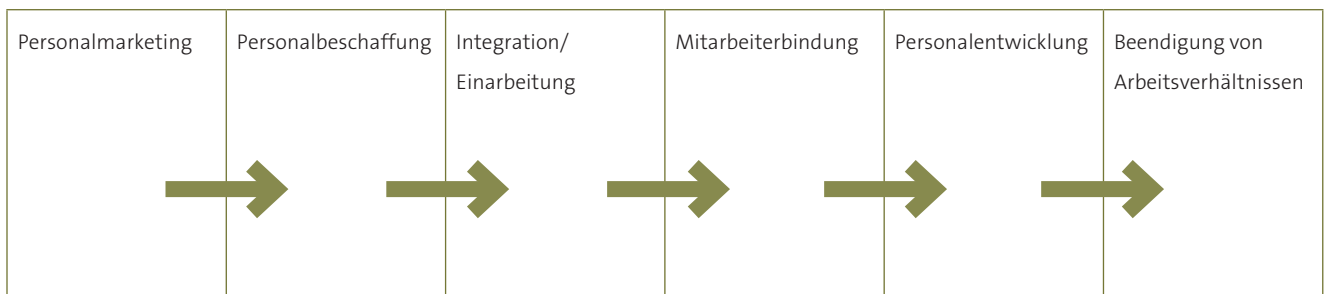 Personalmarketing
Personalbeschaffung
Integration/
Einarbeitung
Mitarbeiterbindung
Personalentwicklung
Beendigung von
Arbeitsverhältnissen